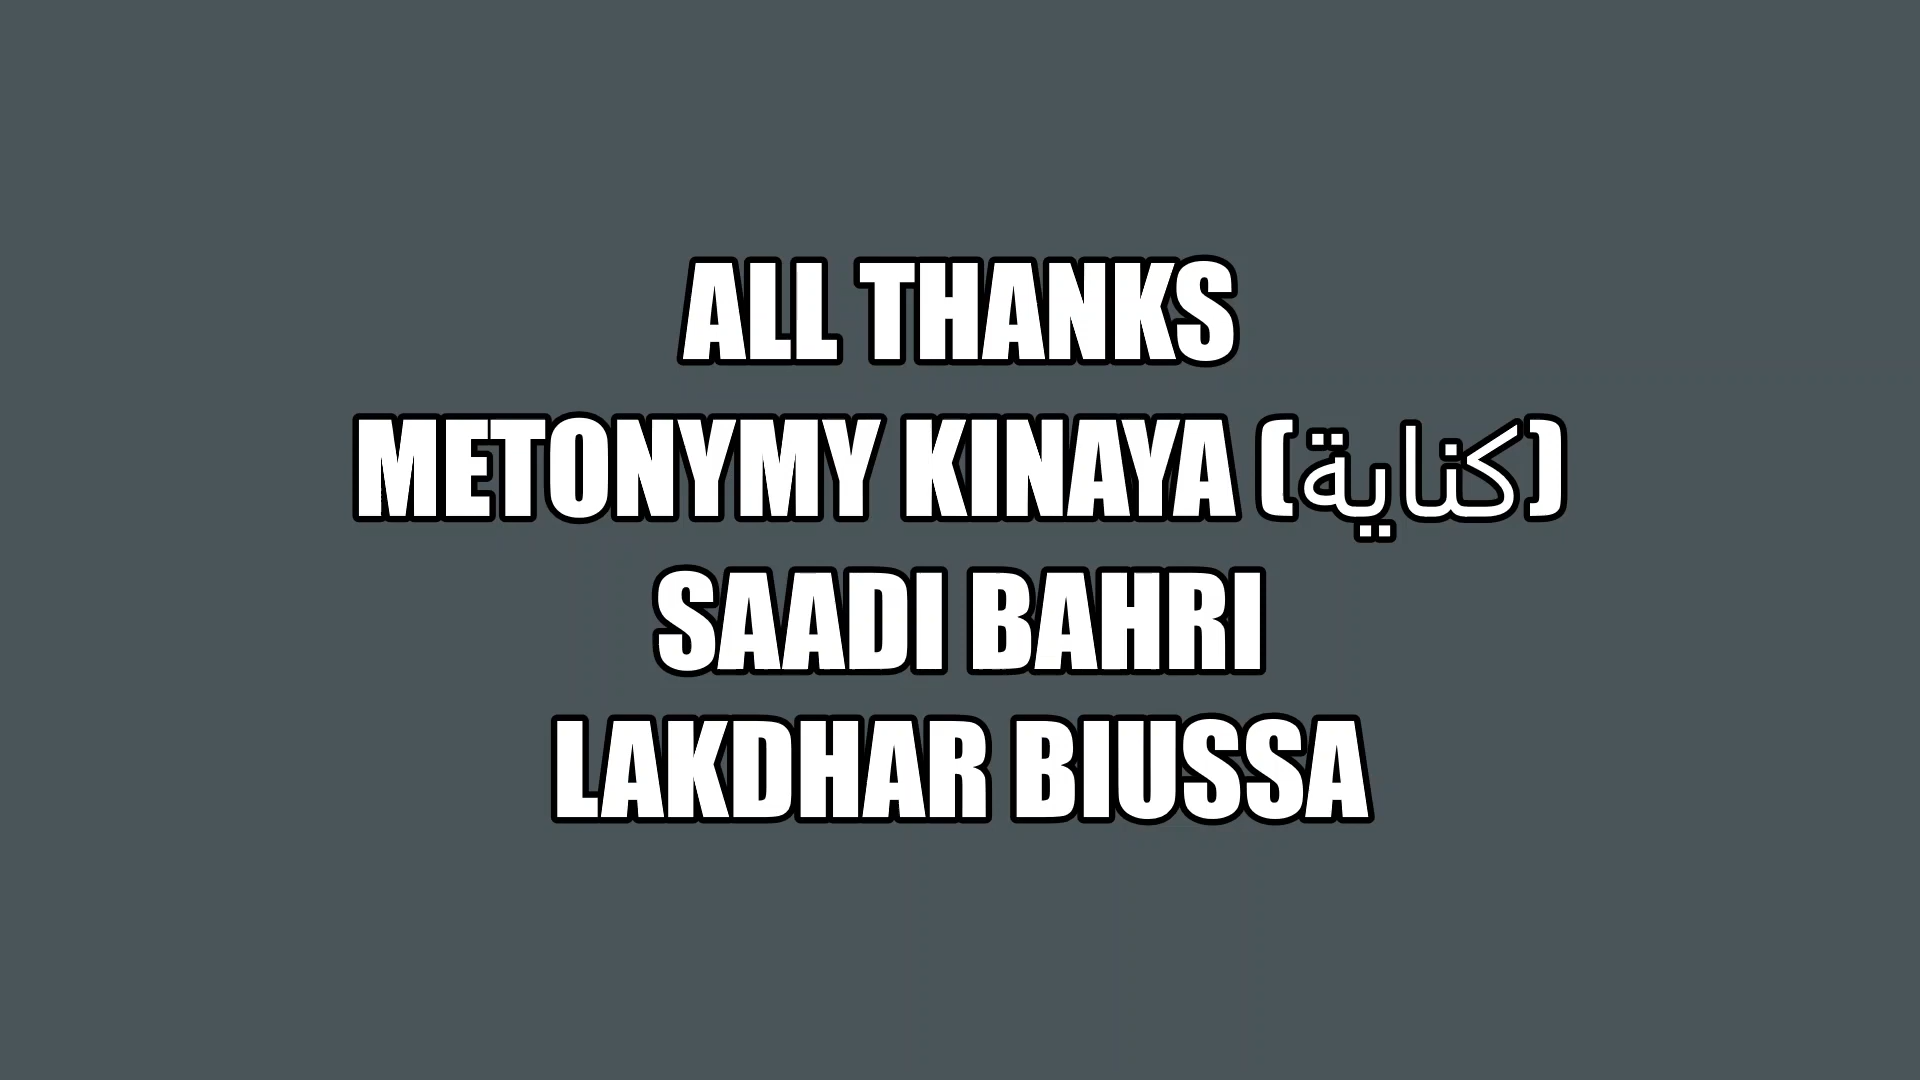 ALL THANKS
METONYMY KINAYA (كناية)
SAADI BAHRI
LAKDHAR BIUSSA